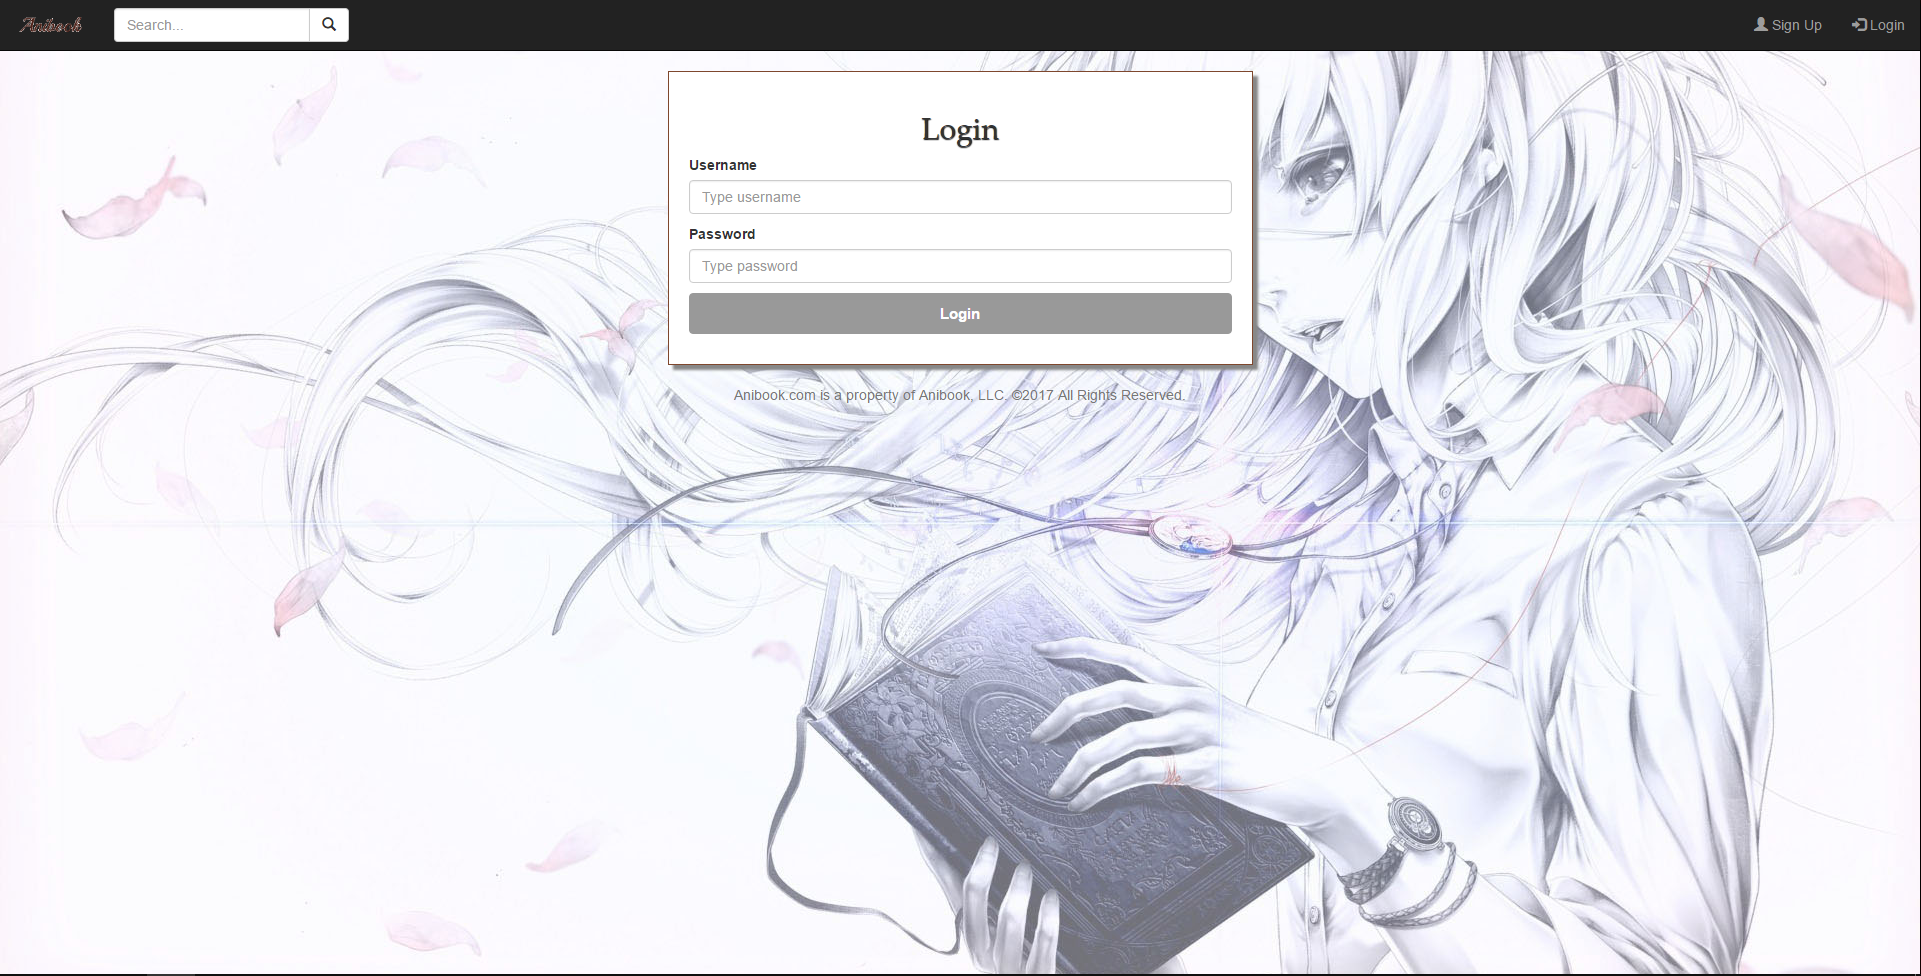 Anibook
Search...
Sign Up
Login
Login
Username
Type username
Password
Type password
Login
Anibook.com is a property of Anibook, LLC. ©2017 All Rights Reserved.